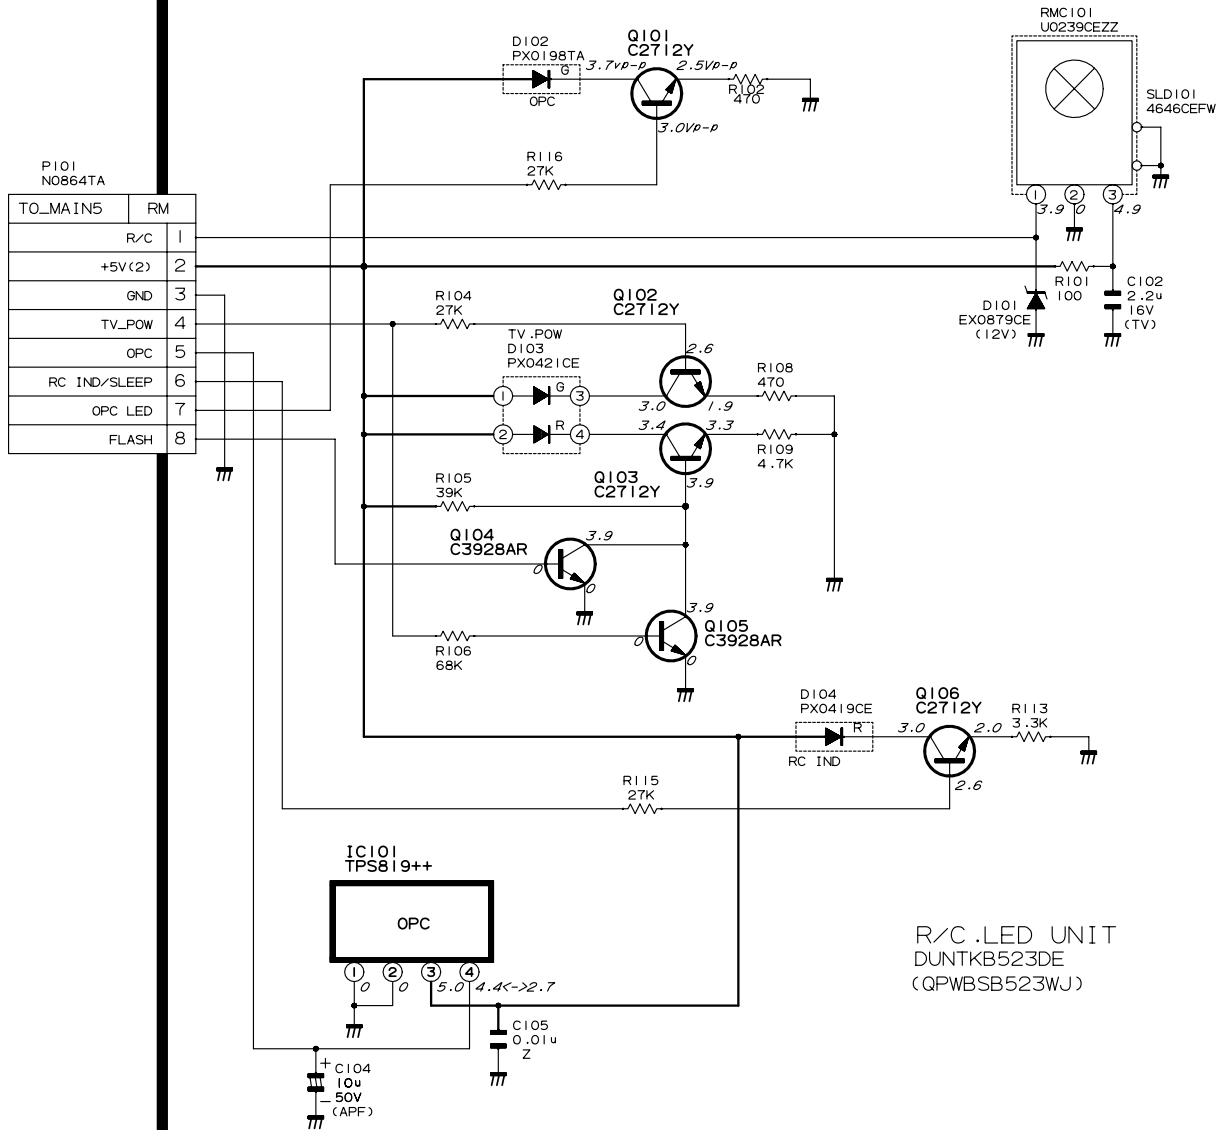 RMC101
U0239CEZZ
D102
PX0198TA
G
OPC
Q101
C2712Y
3.7Vp-p
2.5Vp-p
R102
470
3.0Vp-p
SLD101
4646CEFW
R116
27K
P101
N0864TA
TO_MAIN5 RM
R/C 1
+5V(2) 2
GND 3
TV_POW 4
OPC 5
RC IND/SLEEP 6
OPC LED 7
FLASH 8
1 2 3
3.9 0 4.9
R101
100
C102
2.2u
16V
(TV)
D101
EX0879CE
(12V)
R104
27K
Q102
C2712Y
2.6
TV.POW
D103
PX0421CE
1 G 3
2 R 4
3.0 1.9
R108
470
3.4 3.3
R109
4.7K
3.9
Q103
C2712Y
R105
39K
Q104
C3928AR
3.9
0
0
3.9
Q105
C3928AR
0
0
R106
68K
D104
PX0419CE
R
RC IND
Q106
C2712Y
3.0 2.0
2.6
R113
3.3K
R115
27K
IC101
TPS819++
OPC
1 2 3 4
0 0 5.0 4.4<->2.7
C105
0.01u
Z
+ C104
10u
- 50V
(APF)
R/C.LED UNIT
DUNTKB523DE
(QPWBSB523WJ)